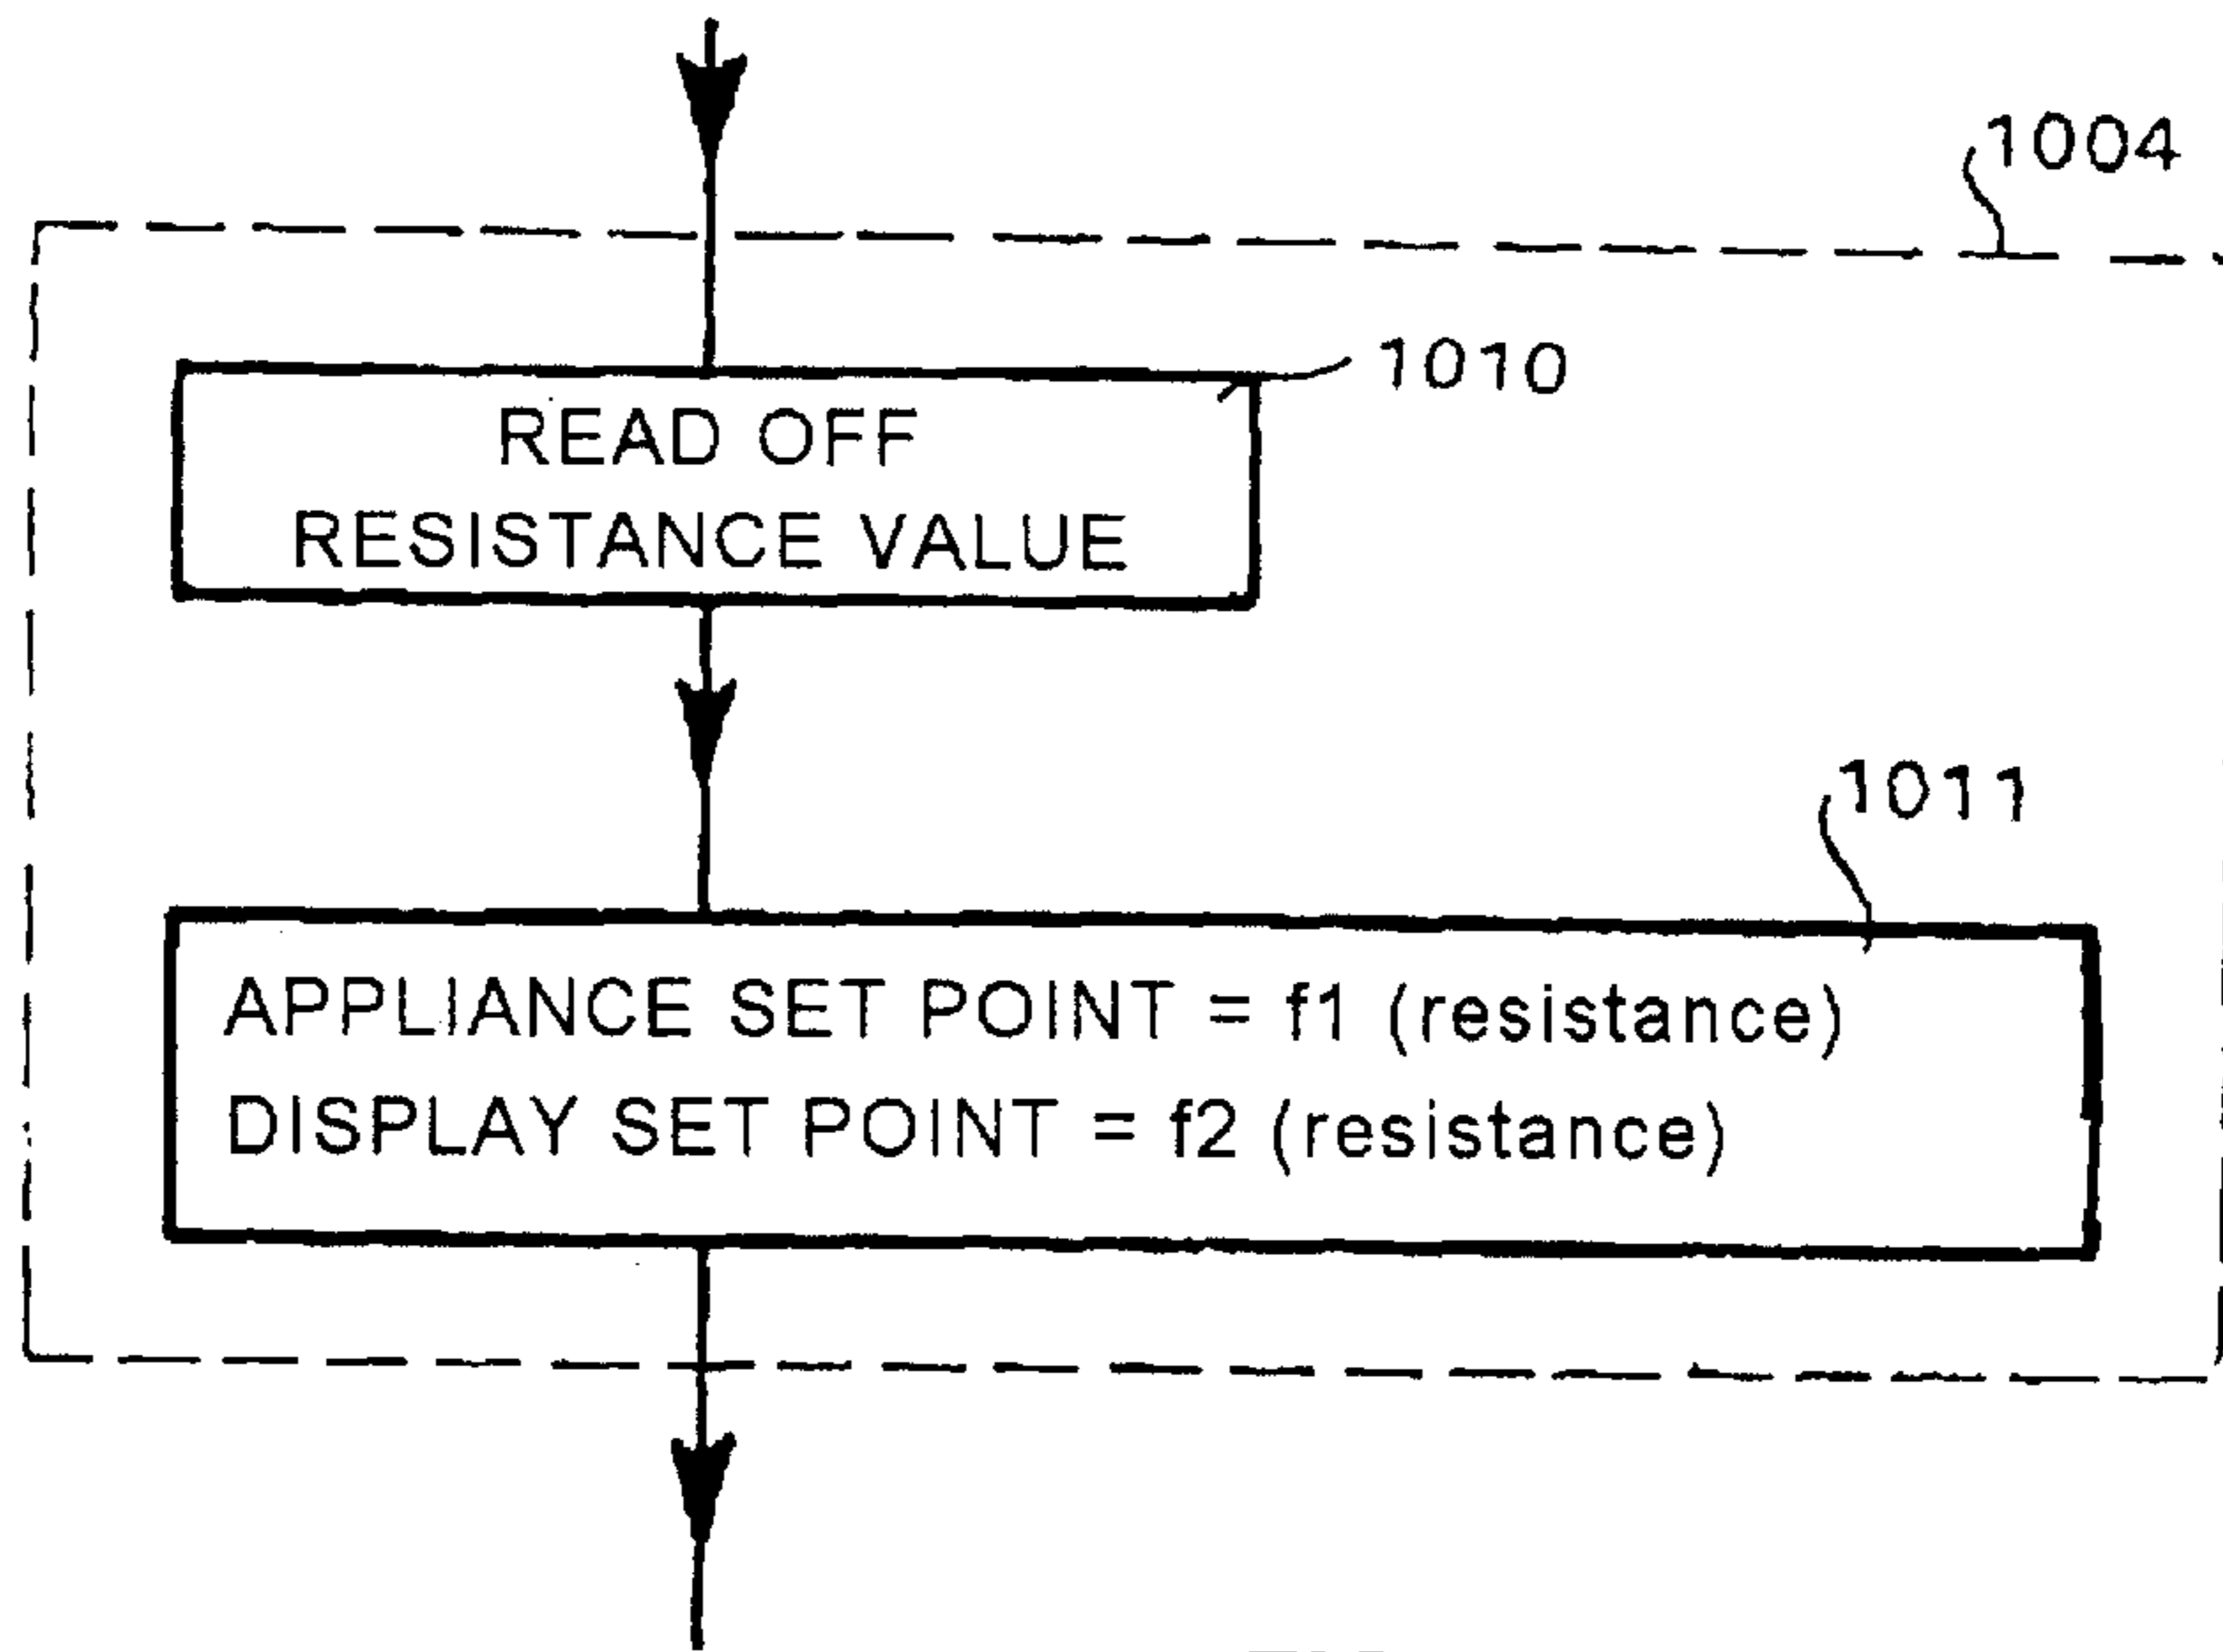 1004
1010
READ OFF
RESISTANCE VALUE
1011
APPLIANCE SET POINT = f1 (resistance)
DISPLAY SET POINT = f2 (resistance)